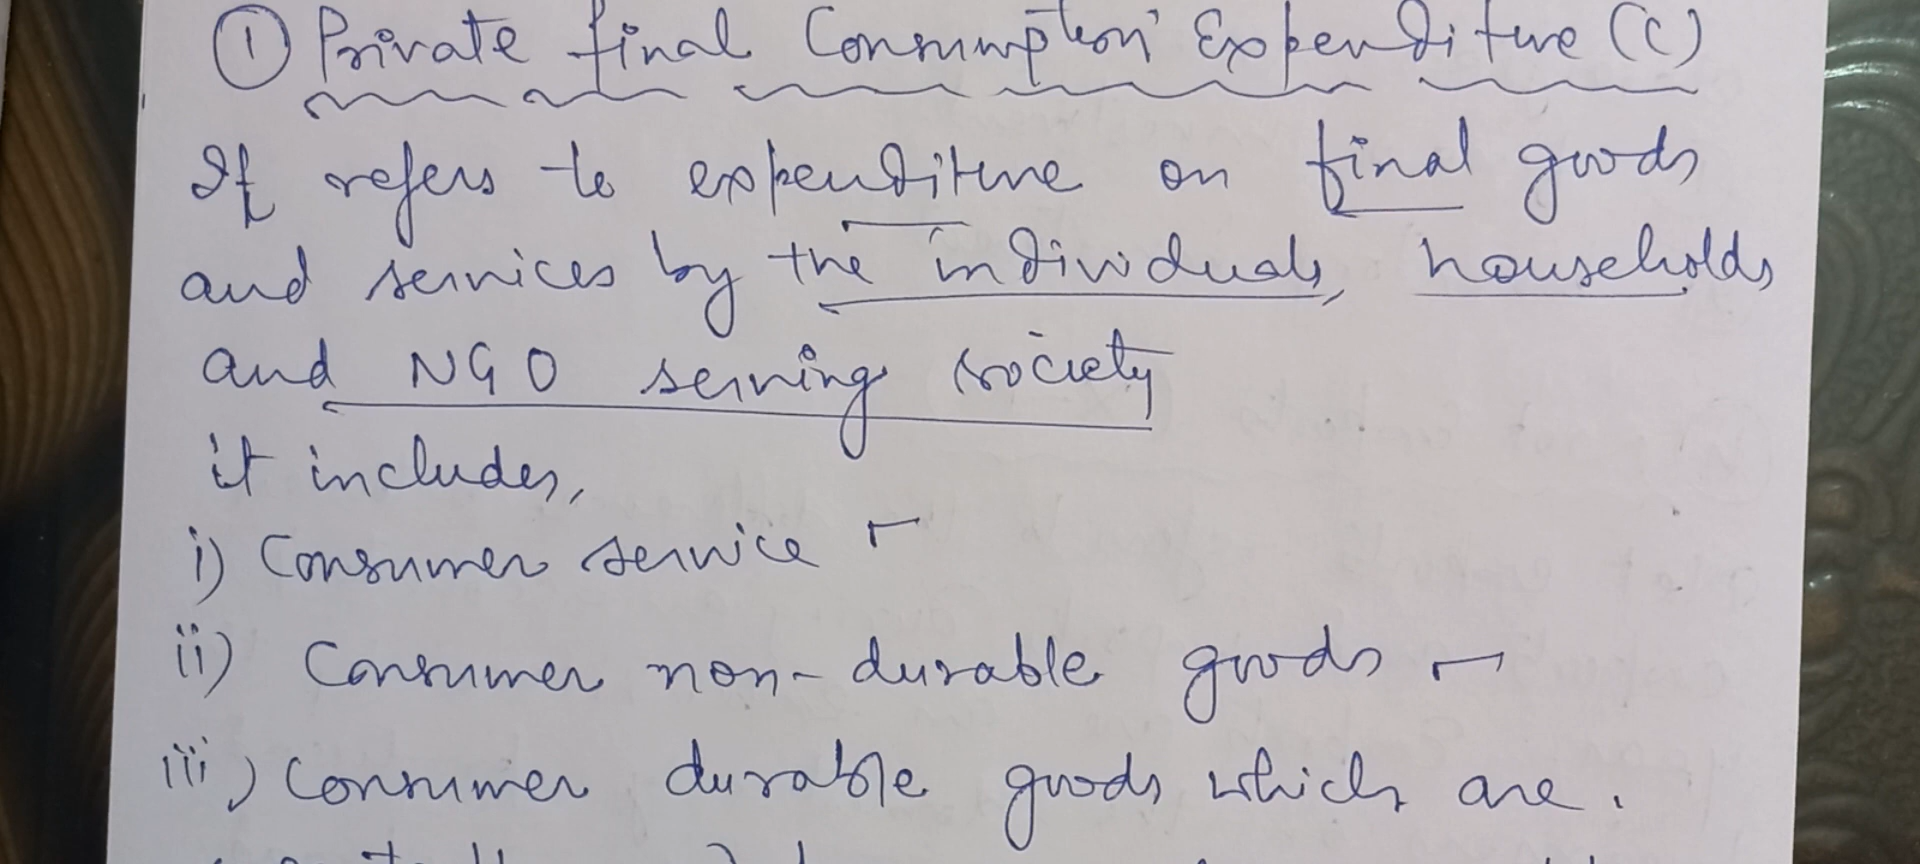 ① Private final Consumption Expenditure (C)
It refers to expenditure on final goods
and services by the individuals, households
and NGO serving society
it includes,
i) Consumer service
ii) Consumer non-durable goods
iii) Consumer durable goods which are.